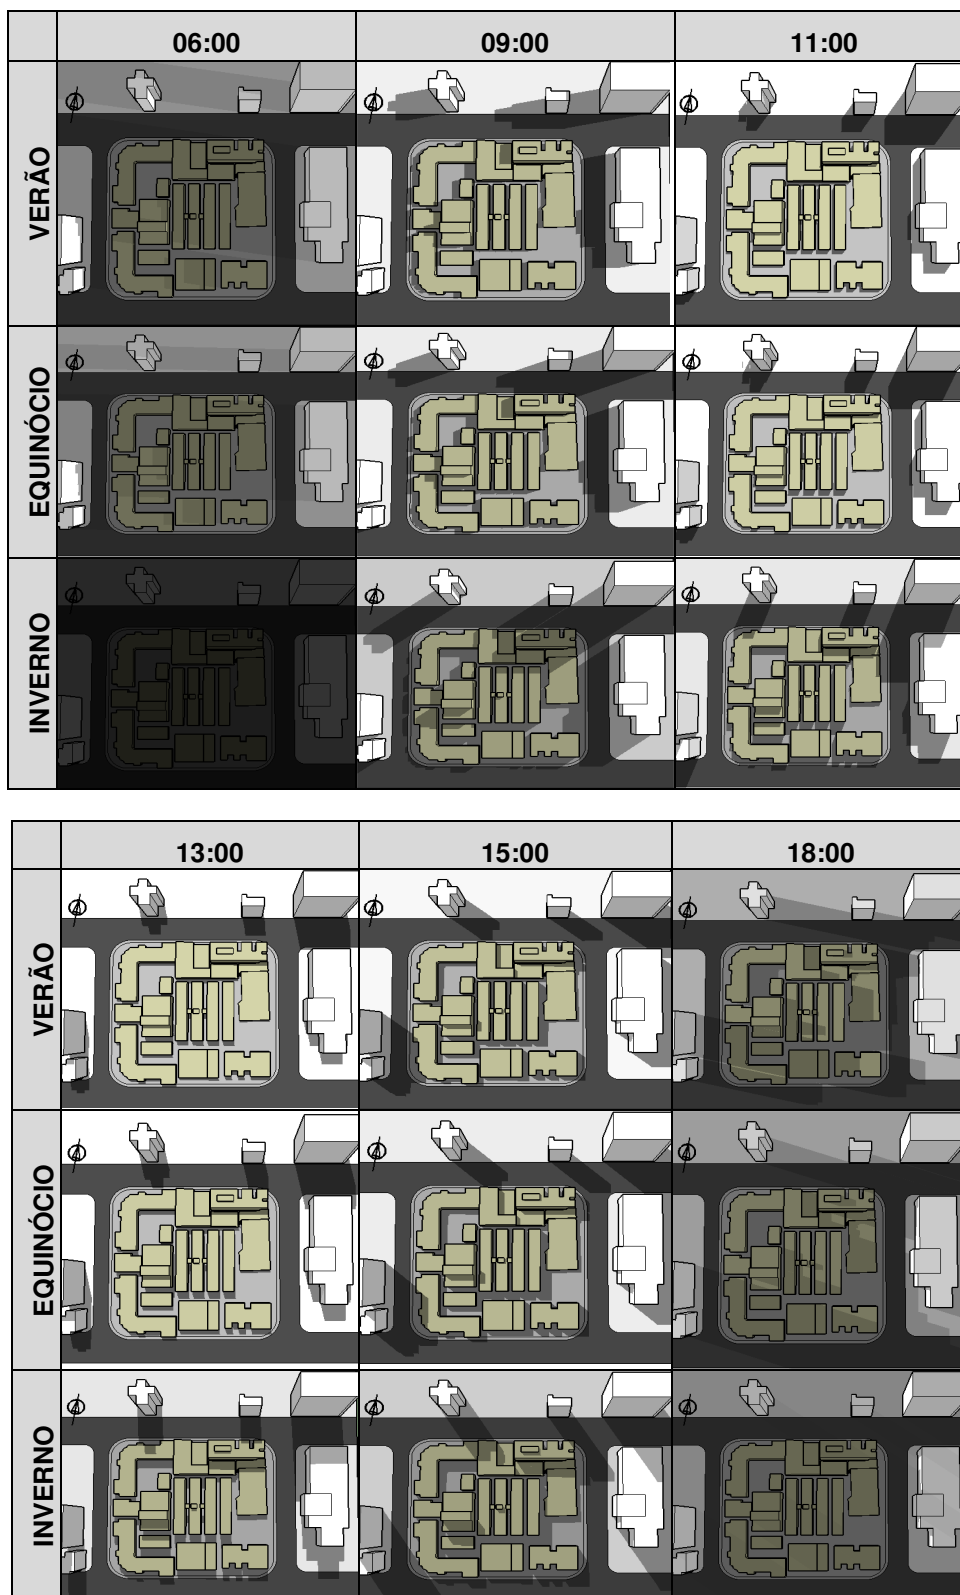 06:00 09:00 11:00
VERÃO
EQUINÓCIO
INVERNO
13:00 15:00 18:00
VERÃO
EQUINÓCIO
INVERNO